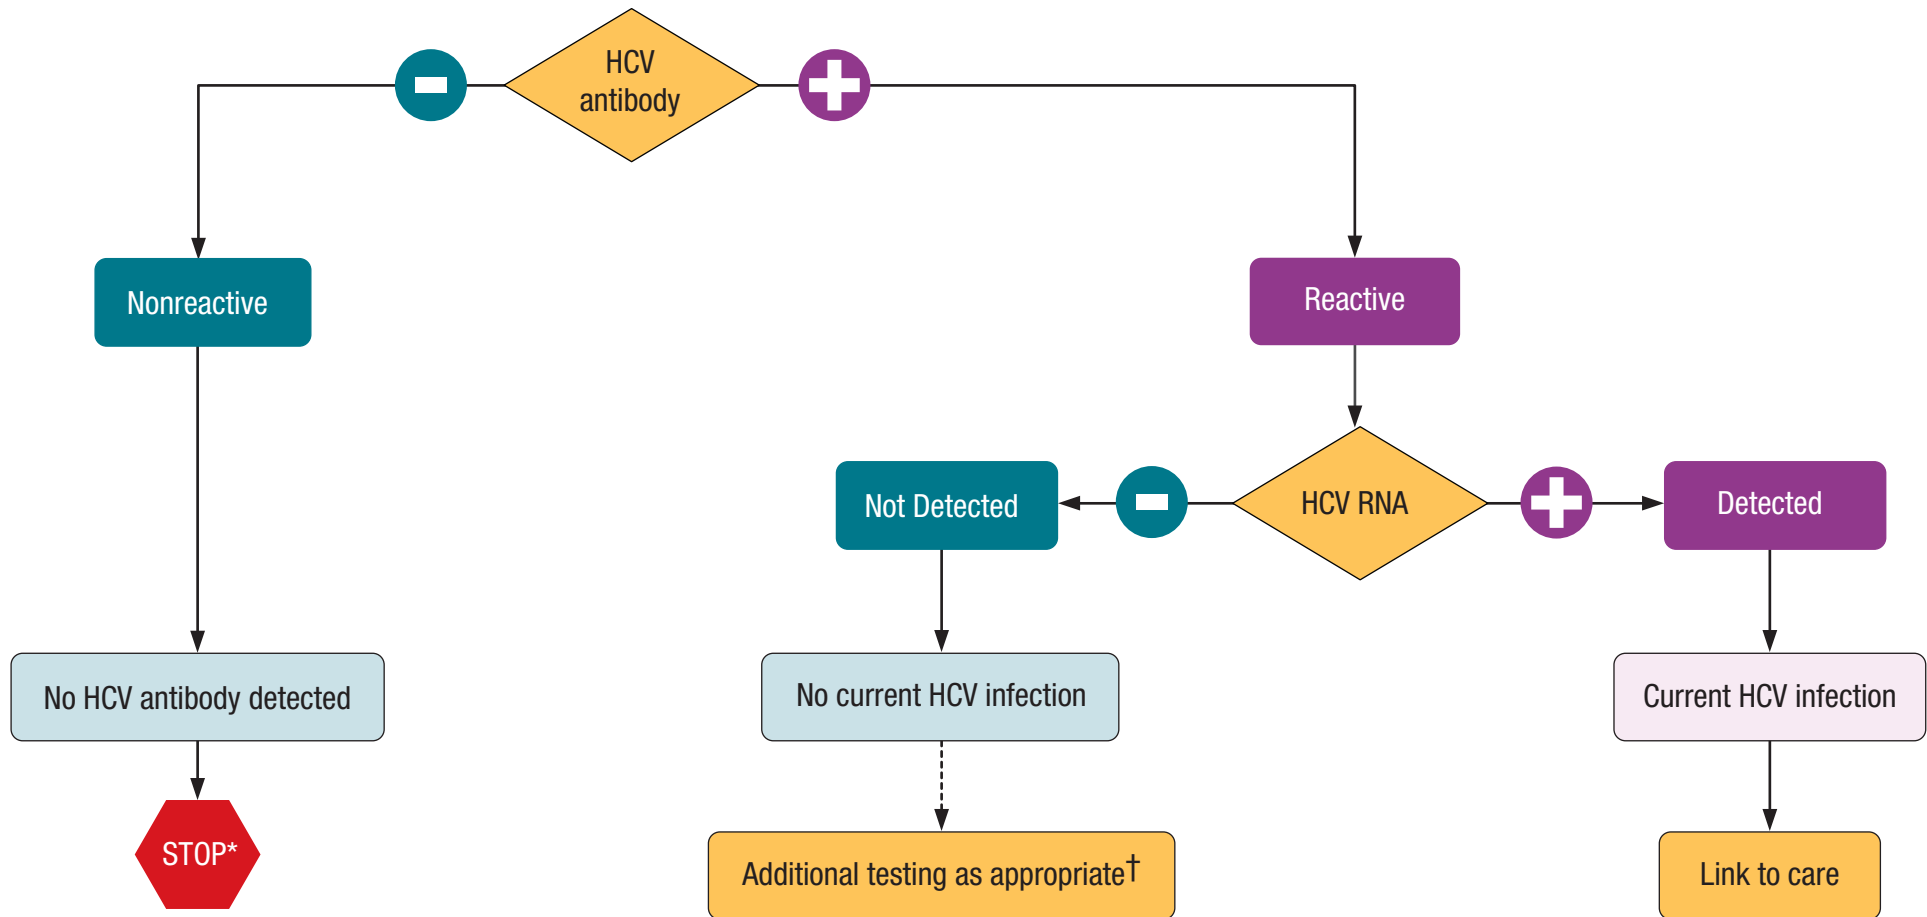 HCV
antibody
Nonreactive
Reactive
Not Detected
HCV RNA
Detected
No HCV antibody detected
No current HCV infection
Current HCV infection
STOP*
Additional testing as appropriate†
Link to care